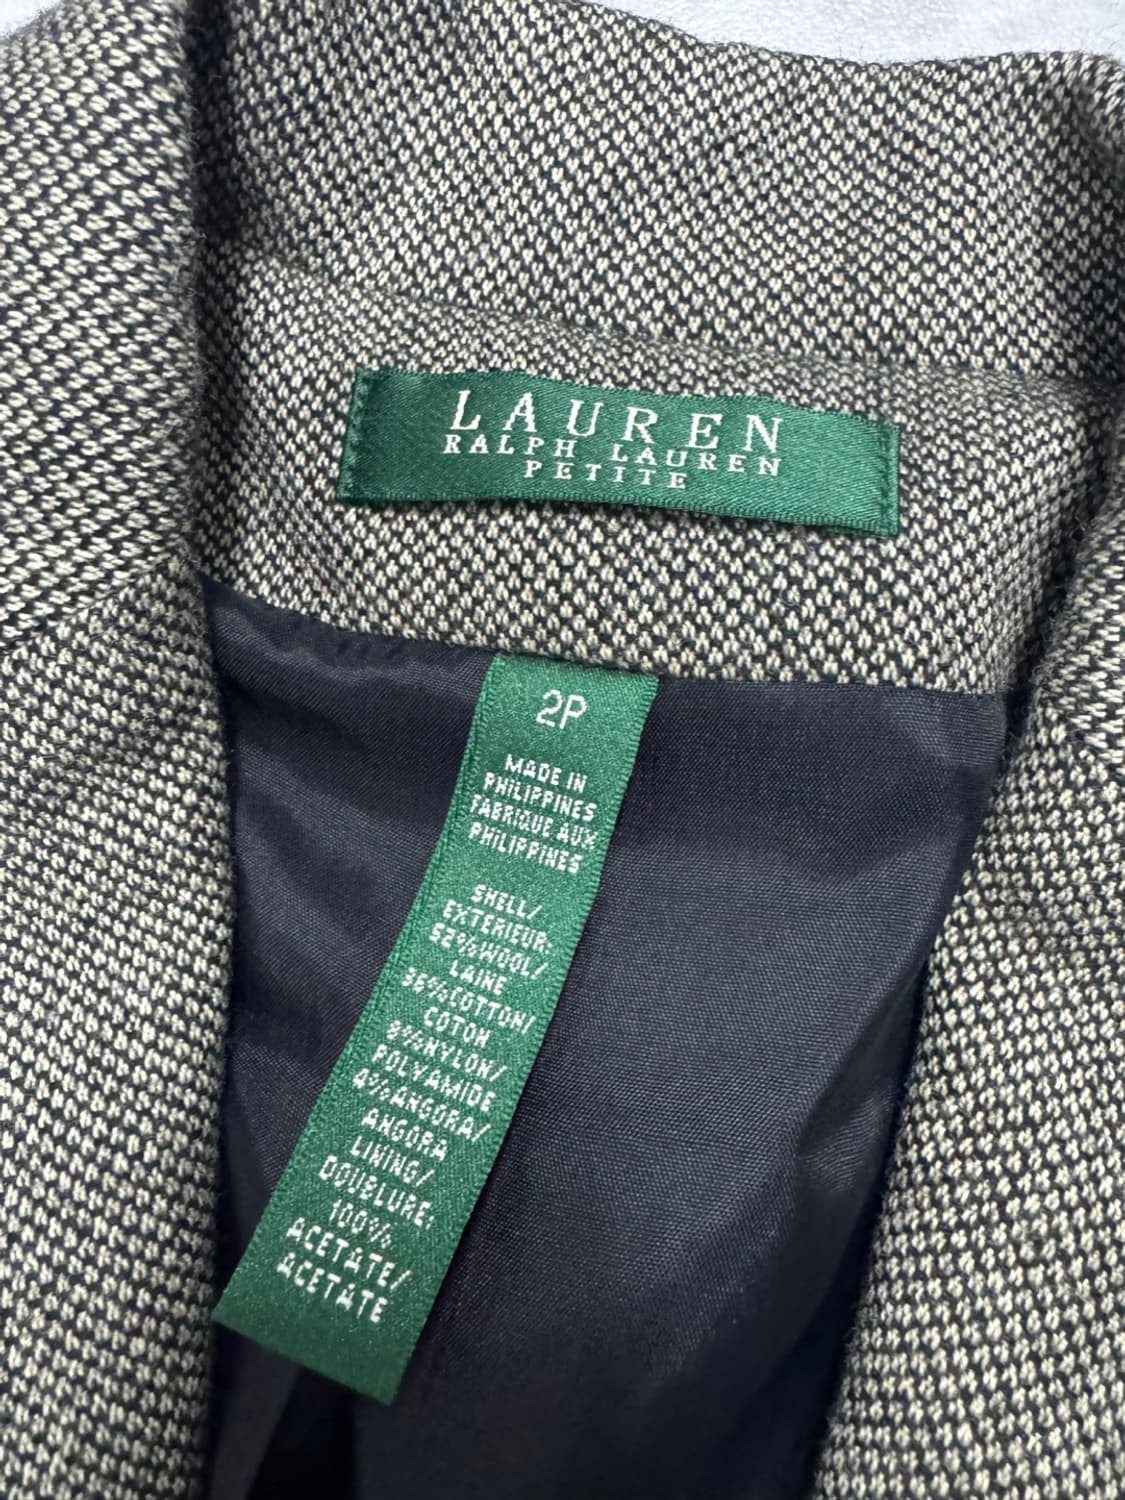 LAUREN
RALPH LAUREN
PETITE
2P
MADE IN
PHILIPPINES
FABRIQUE AUX
PHILIPPINES
SHELL/
EXTERIEUR:
52%WOOL/
LAINE
36%COTTON/
COTON
8%NYLON/
POLYAMIDE
4%ANGORA/
ANGORA
LINING/
DOUBLURE:
100%
ACETATE/
ACETATE